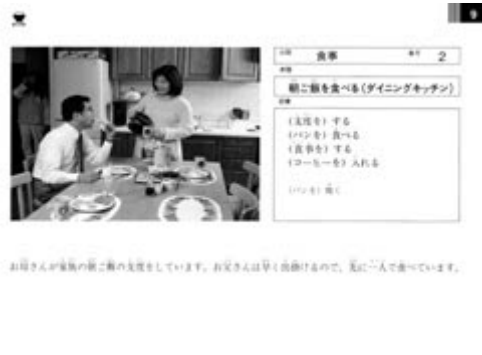 9
食事
2
朝ご飯を食べる(ダイニングキッチン)
(支度を)する
(パンを)食べる
(食事を)する
(コーヒーを)入れる
(パンを)焼く
お母さんが家族の朝ご飯の支度をしています。お父さんは早く出掛けるので、先に一人で食べています。